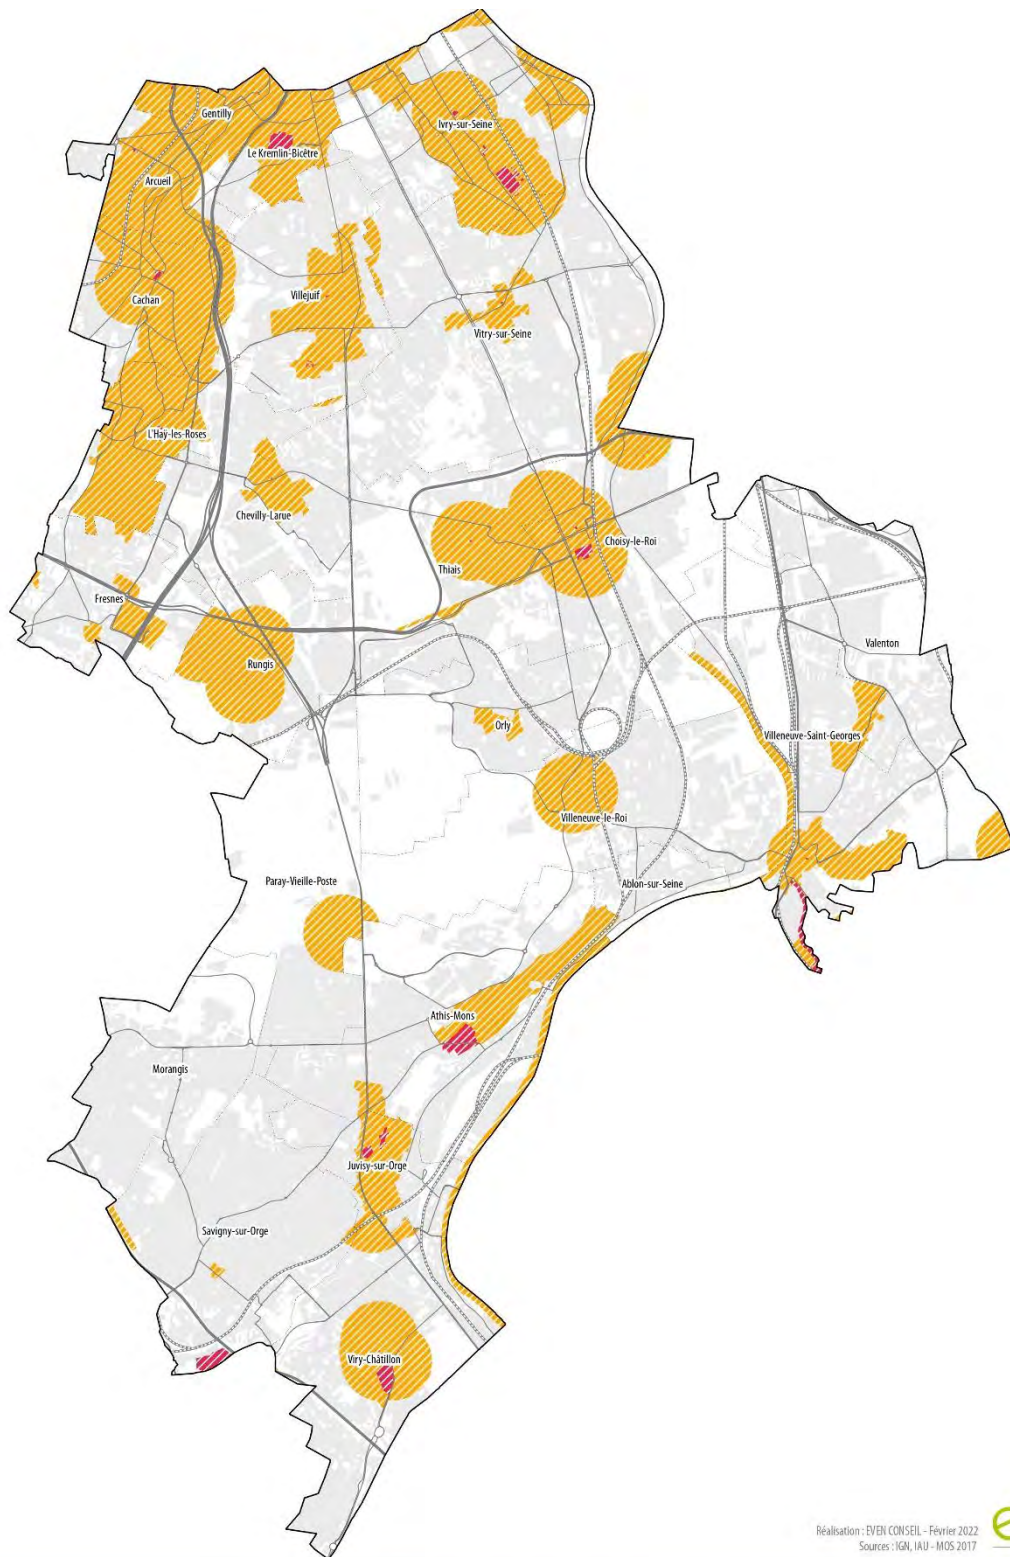 Gentilly
Ivry-sur-Seine
Le Kremlin-Bicêtre
Arcueil
Cachan
Villejuif
Vitry-sur-Seine
L'Haÿ-les-Roses
Chevilly-Larue
Choisy-le-Roi
Thiais
Fresnes
Valenton
Rungis
Orly
Villeneuve-Saint-Georges
Villeneuve-le-Roi
Paray-Vieille-Poste
Ablon-sur-Seine
Athis-Mons
Morangis
Juvisy-sur-Orge
Savigny-sur-Orge
Viry-Châtillon
Réalisation : EVEN CONSEIL - Février 2022
Sources : IGN, IAU - MOS 2017